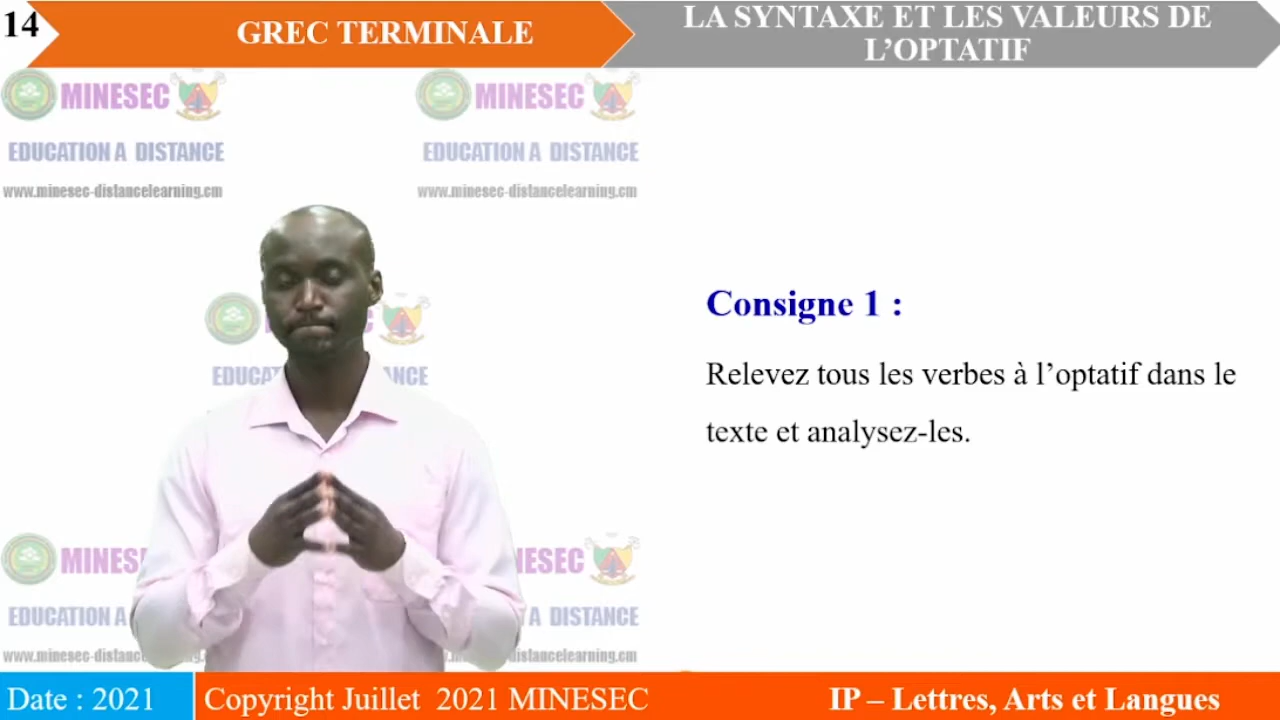 14
GREC TERMINALE
LA SYNTAXE ET LES VALEURS DE
L’OPTATIF
MINESEC MINESEC
EDUCATION A DISTANCE EDUCATION A DISTANCE
www.minesec-distancelearning.cm www.minesec-distancelearning.cm
Consigne 1 :
Relevez tous les verbes à l’optatif dans le
texte et analysez-les.
Date : 2021
Copyright Juillet 2021 MINESEC
IP – Lettres, Arts et Langues